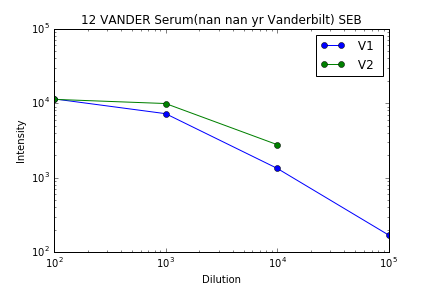 12 VANDER Serum(nan nan yr Vanderbilt) SEB
10^5
V1
V2
10^4
Intensity
10^3
10^2
10^2 10^3 10^4 10^5
Dilution